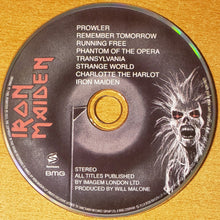 PROWLER
REMEMBER TOMORROW
RUNNING FREE
PHANTOM OF THE OPERA
TRANSYLVANIA
STRANGE WORLD
CHARLOTTE THE HARLOT
IRON MAIDEN
IRON
MAIDEN
BMG
STEREO
ALL TITLES PUBLISHED
BY IMAGEM LONDON LTD.
PRODUCED BY WILL MALONE